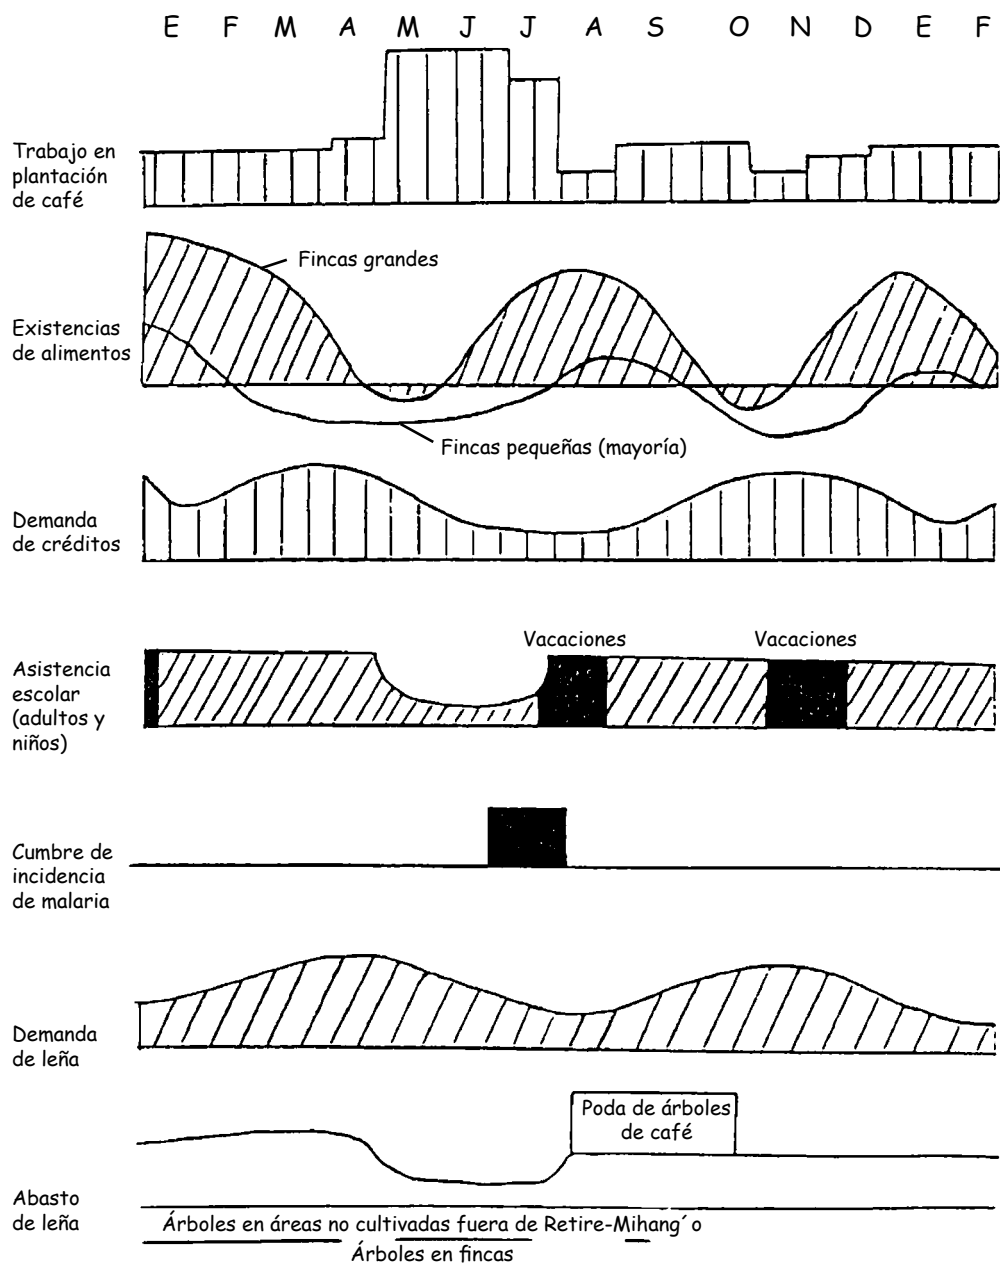 E F M A M J J A S O N D E F
Trabajo en
plantación
de café
Fincas grandes
Existencias
de alimentos
Fincas pequeñas (mayoría)
Demanda
de créditos
Vacaciones Vacaciones
Asistencia
escolar
(adultos y
niños)
Cumbre de
incidencia
de malaria
Demanda
de leña
Poda de árboles
de café
Abasto
de leña
Árboles en áreas no cultivadas fuera de Retire-Mihang´o
Árboles en fincas